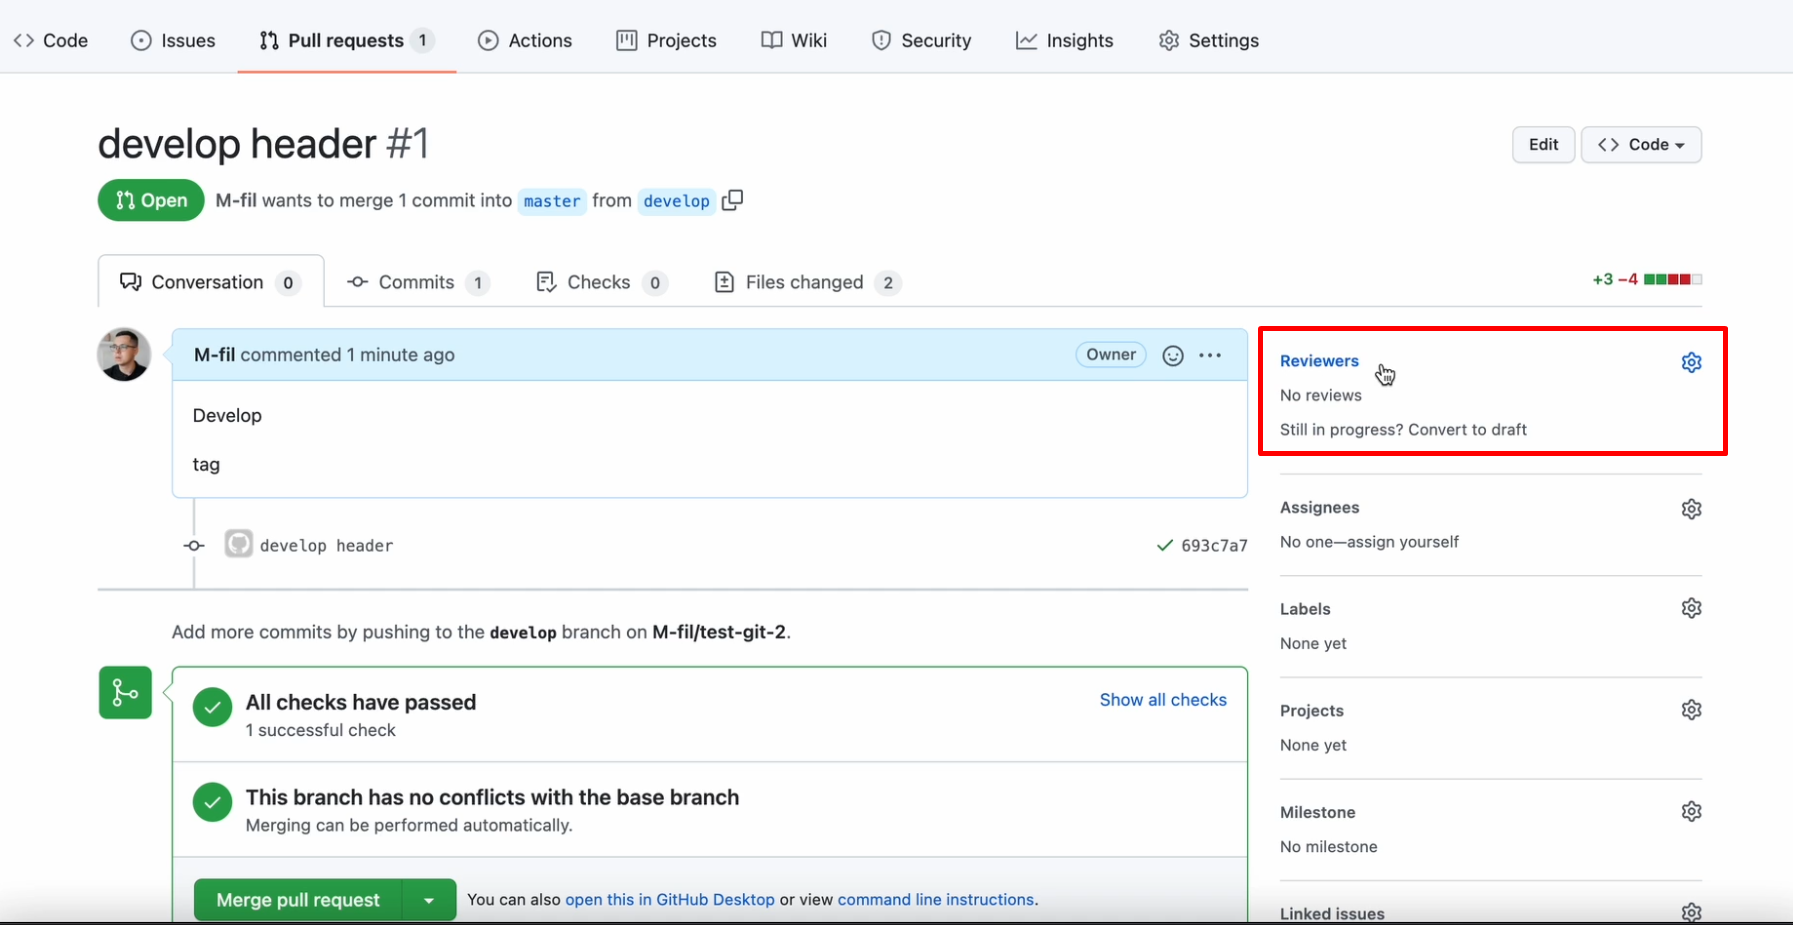 Code Issues Pull requests 1 Actions Projects Wiki Security Insights Settings
develop header #1
Edit Code
Open M-fil wants to merge 1 commit into master from develop
Conversation 0 Commits 1 Checks 0 Files changed 2
+3 −4
M-fil commented 1 minute ago
Owner
Develop
tag
develop header
693c7a7
Add more commits by pushing to the develop branch on M-fil/test-git-2.
All checks have passed
1 successful check
Show all checks
This branch has no conflicts with the base branch
Merging can be performed automatically.
Merge pull request
You can also open this in GitHub Desktop or view command line instructions.
Reviewers
No reviews
Still in progress? Convert to draft
Assignees
No one—assign yourself
Labels
None yet
Projects
None yet
Milestone
No milestone
Linked issues